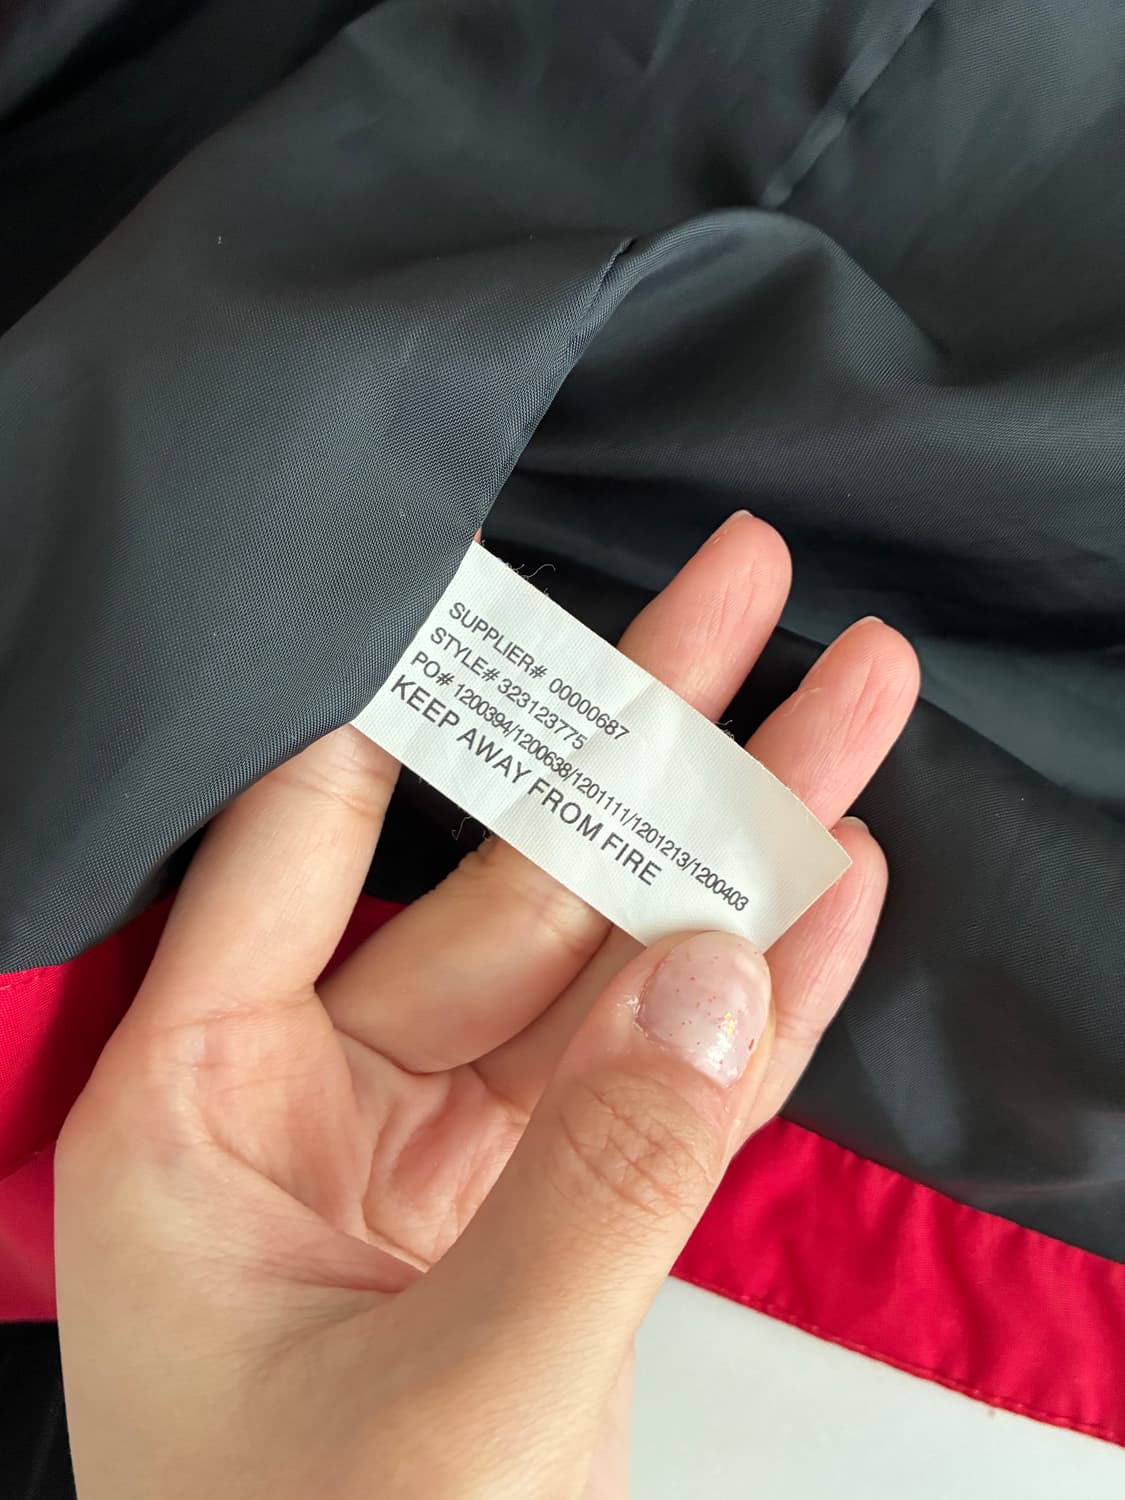 SUPPLIER# 00000687
STYLE# 323123775
PO# 1200394/1200638/1201111/1201213/1200403
KEEP AWAY FROM FIRE